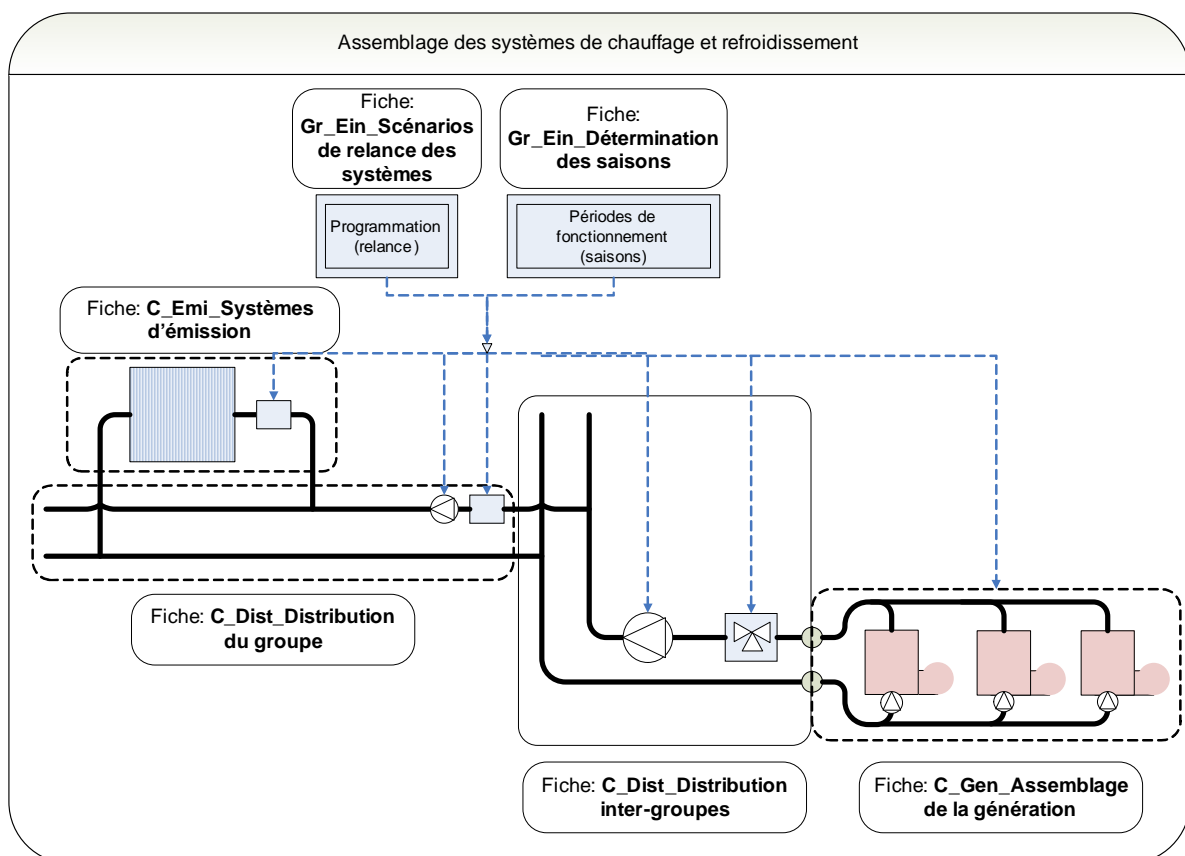 Assemblage des systèmes de chauffage et refroidissement
Fiche:
Gr_Ein_Scénarios
de relance des
systèmes
Fiche:
Gr_Ein_Détermination
des saisons
Programmation
(relance)
Périodes de
fonctionnement
(saisons)
Fiche: C_Emi_Systèmes
d'émission
Fiche: C_Dist_Distribution
du groupe
Fiche: C_Dist_Distribution
inter-groupes
Fiche: C_Gen_Assemblage
de la génération